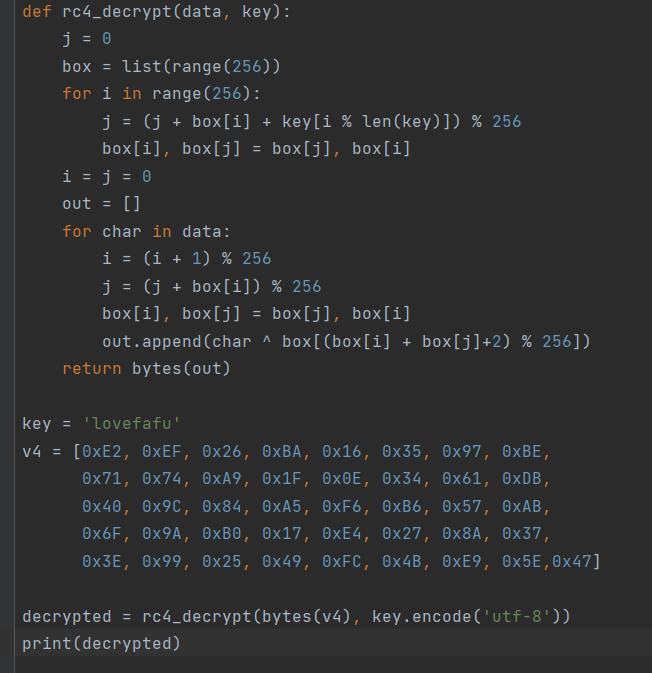 def rc4_decrypt(data, key):
    j = 0
    box = list(range(256))
    for i in range(256):
        j = (j + box[i] + key[i % len(key)]) % 256
        box[i], box[j] = box[j], box[i]
    i = j = 0
    out = []
    for char in data:
        i = (i + 1) % 256
        j = (j + box[i]) % 256
        box[i], box[j] = box[j], box[i]
        out.append(char ^ box[(box[i] + box[j]+2) % 256])
    return bytes(out)

key = 'lovefafu'
v4 = [0xE2, 0xEF, 0x26, 0xBA, 0x16, 0x35, 0x97, 0xBE,
      0x71, 0x74, 0xA9, 0x1F, 0x0E, 0x34, 0x61, 0xDB,
      0x40, 0x9C, 0x84, 0xA5, 0xF6, 0xB6, 0x57, 0xAB,
      0x6F, 0x9A, 0xB0, 0x17, 0xE4, 0x27, 0x8A, 0x37,
      0x3E, 0x99, 0x25, 0x49, 0xFC, 0x4B, 0xE9, 0x5E,0x47]

decrypted = rc4_decrypt(bytes(v4), key.encode('utf-8'))
print(decrypted)